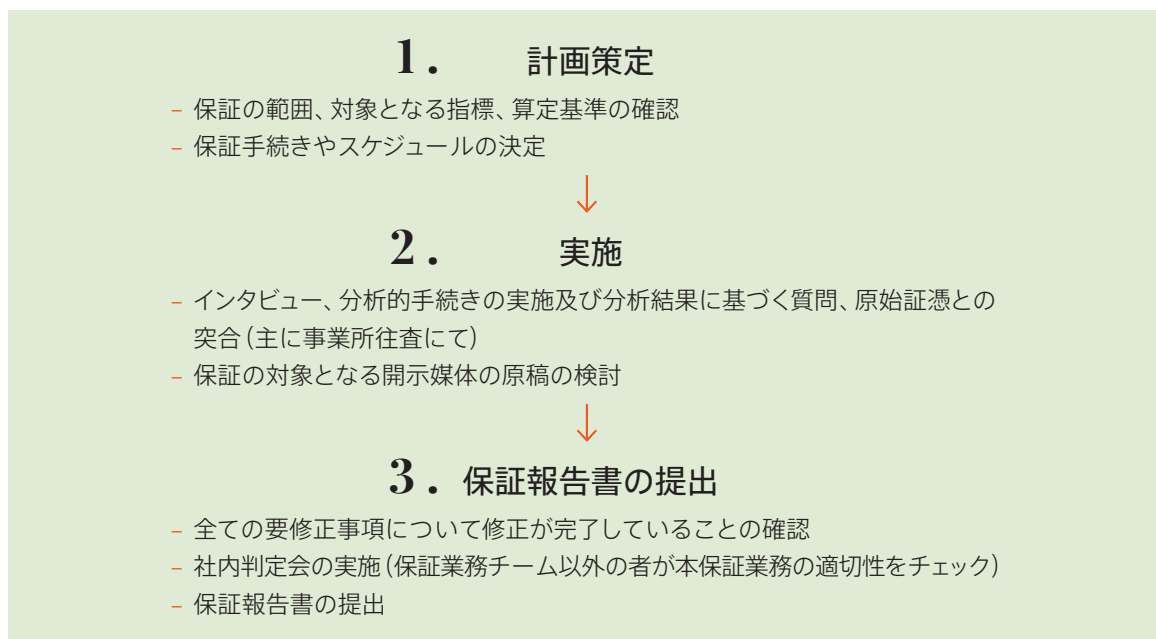 1. 計画策定
– 保証の範囲、対象となる指標、算定基準の確認
– 保証手続きやスケジュールの決定
↓
2. 実施
– インタビュー、分析的手続きの実施及び分析結果に基づく質問、原始証憑との
突合(主に事業所往査にて)
– 保証の対象となる開示媒体の原稿の検討
↓
3. 保証報告書の提出
– 全ての要修正事項について修正が完了していることの確認
– 社内判定会の実施(保証業務チーム以外の者が本保証業務の適切性をチェック)
– 保証報告書の提出